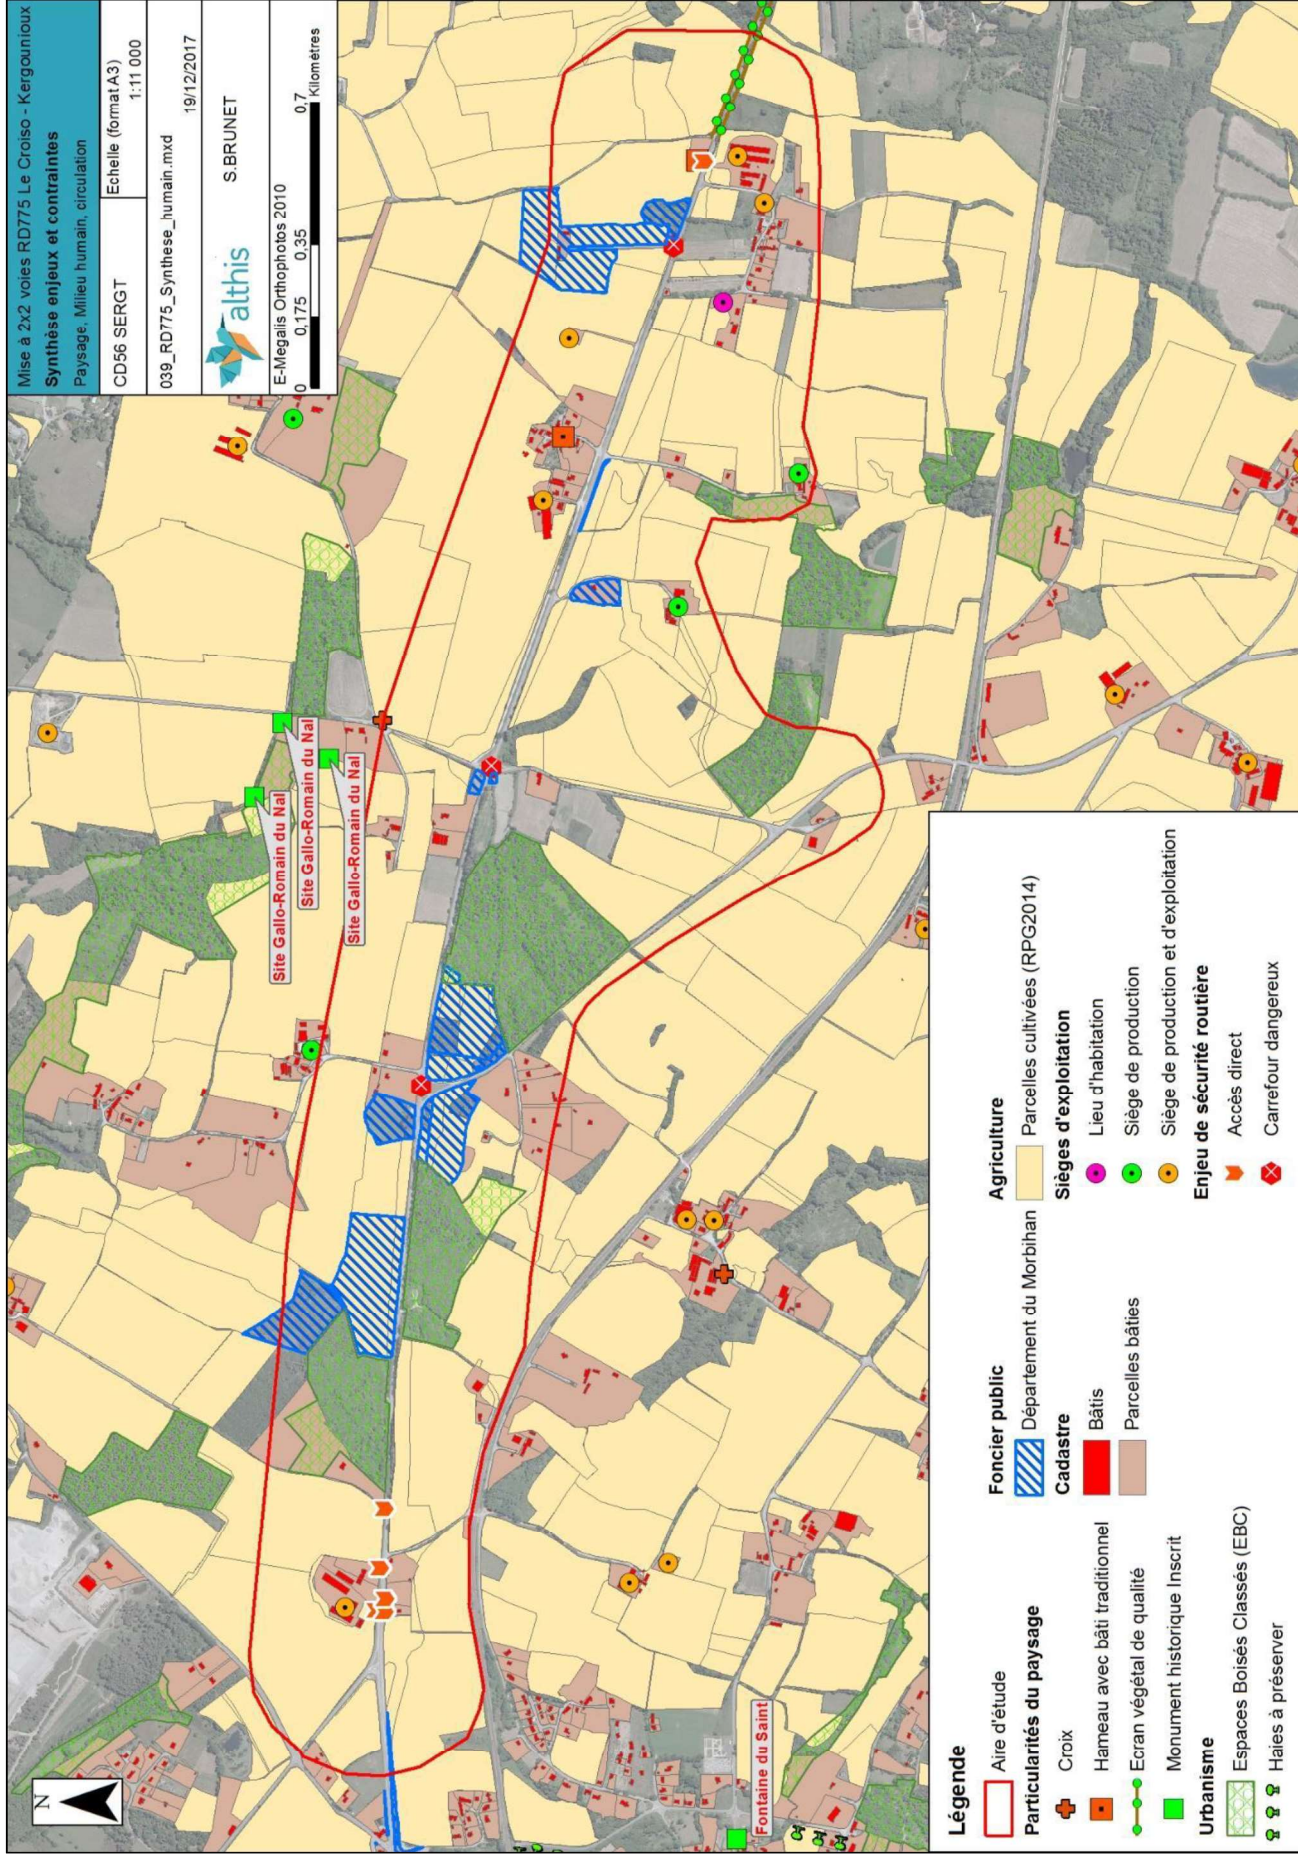 Mise à 2x2 voies RD775 Le Croiso - Kergounioux
Synthèse enjeux et contraintes
Paysage, Milieu humain, circulation
CD56 SERGT
Echelle (format A3)
1:11 000
039_RD775_Synthese_humain.mxd
19/12/2017
althis
S.BRUNET
E-Megalis Orthophotos 2010
0
0,175
0,35
0,7
Kilomètres
N
Site Gallo-Romain du Nal
Site Gallo-Romain du Nal
Site Gallo-Romain du Nal
Fontaine du Saint
Légende
Aire d'étude
Particularités du paysage
Croix
Hameau avec bâti traditionnel
Ecran végétal de qualité
Monument historique Inscrit
Urbanisme
Espaces Boisés Classés (EBC)
Haies à préserver
Foncier public
Département du Morbihan
Cadastre
Bâtis
Parcelles bâties
Agriculture
Parcelles cultivées (RPG2014)
Sièges d'exploitation
Lieu d'habitation
Siège de production
Siège de production et d'exploitation
Enjeu de sécurité routière
Accès direct
Carrefour dangereux